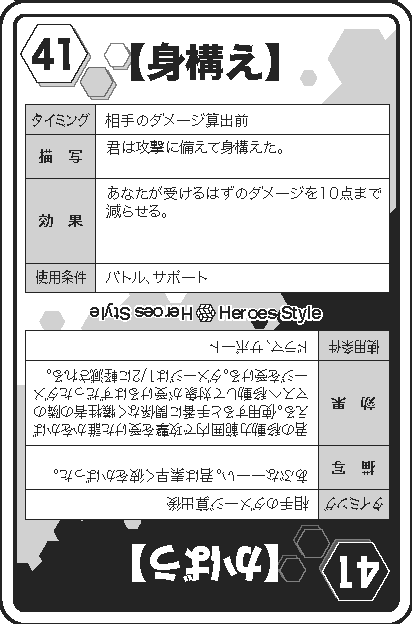 41
【身構え】
タイミング 相手のダメージ算出前
描写 君は攻撃に備えて身構えた。
効果 あなたが受けるはずのダメージを10点まで
減らせる。
使用条件 バトル、サポート
Heroes Style Heroes Style
41
【かばう】
タイミング 相手のダメージ算出後
描写 あぶな——い。君は素早く彼をかばった。
効果 君の移動力範囲内で攻撃を受けた誰かをかば
える。使用すると手番に関係なく犠牲者の隣の
マスへ移動して対象が受けるはずだったダメ
ージを受ける。ダメージは1/2に軽減される。
使用条件 ドラマ、サポート